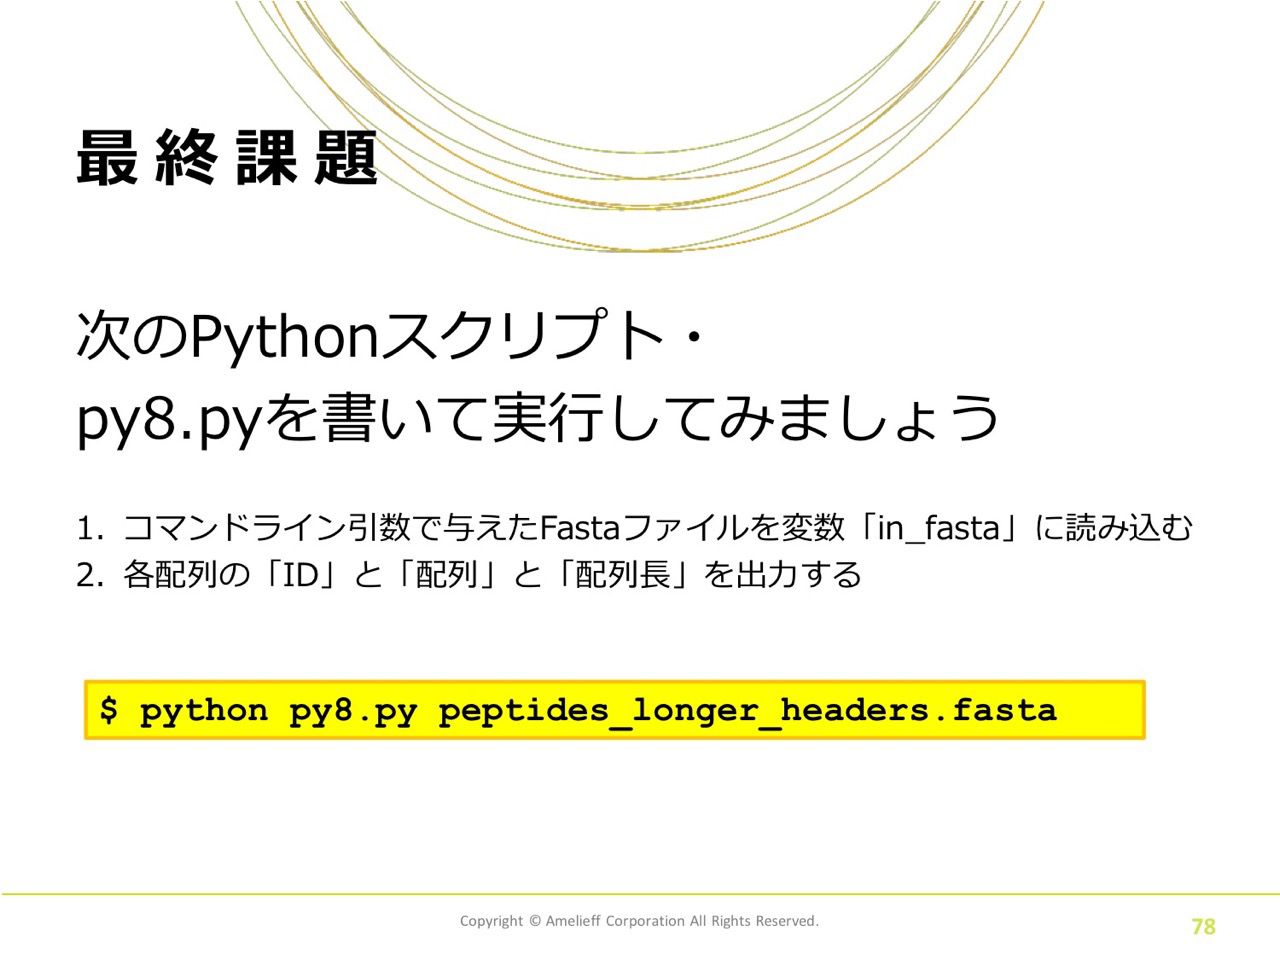 最終課題
次のPythonスクリプト・
py8.pyを書いて実行してみましょう
1. コマンドライン引数で与えたFastaファイルを変数「in_fasta」に読み込む
2. 各配列の「ID」と「配列」と「配列長」を出力する
$ python py8.py peptides_longer_headers.fasta
Copyright © Amelieff Corporation All Rights Reserved.
78